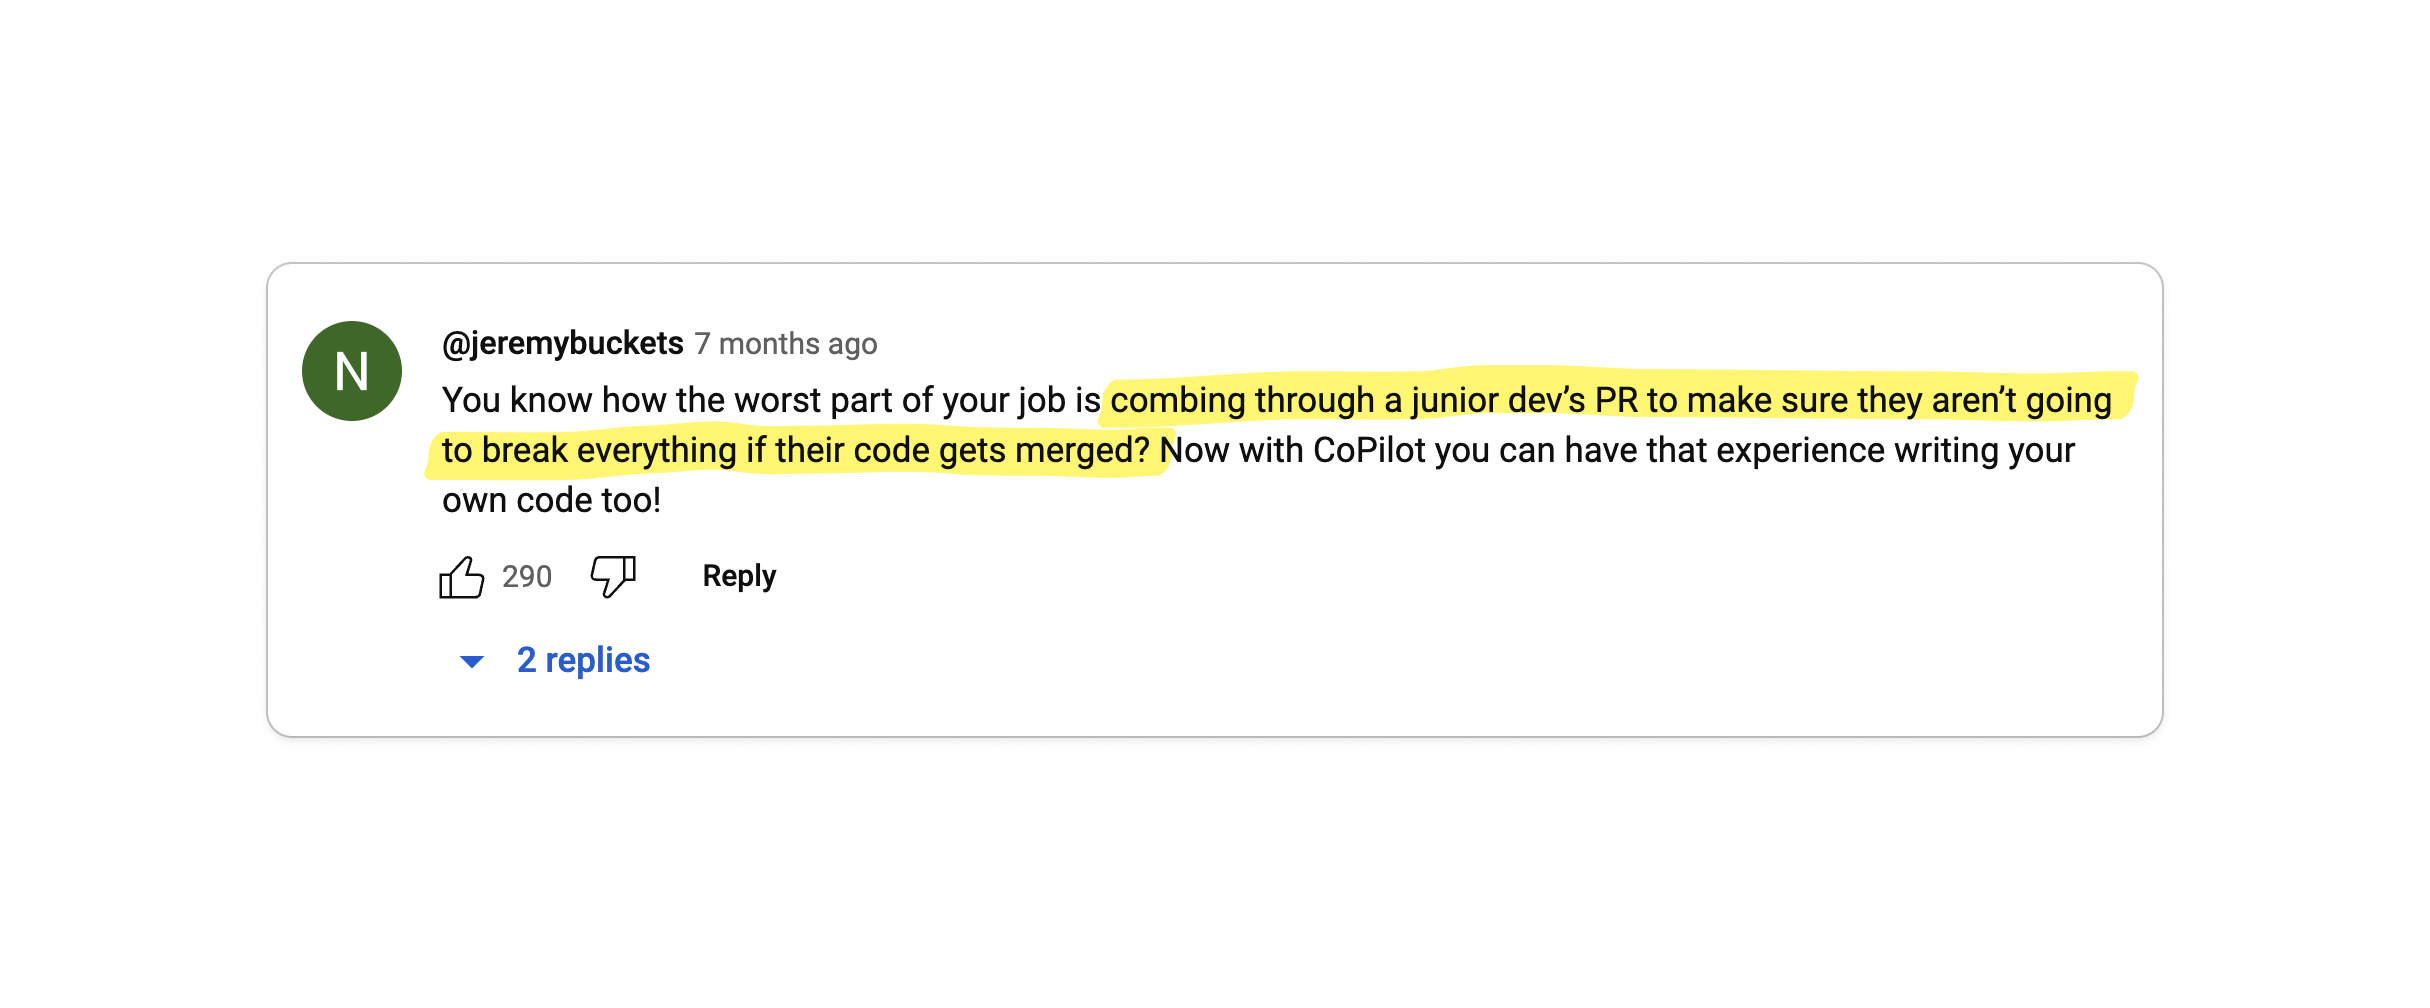 N
@jeremybuckets 7 months ago
You know how the worst part of your job is combing through a junior dev’s PR to make sure they aren’t going
to break everything if their code gets merged? Now with CoPilot you can have that experience writing your
own code too!
290 Reply
2 replies